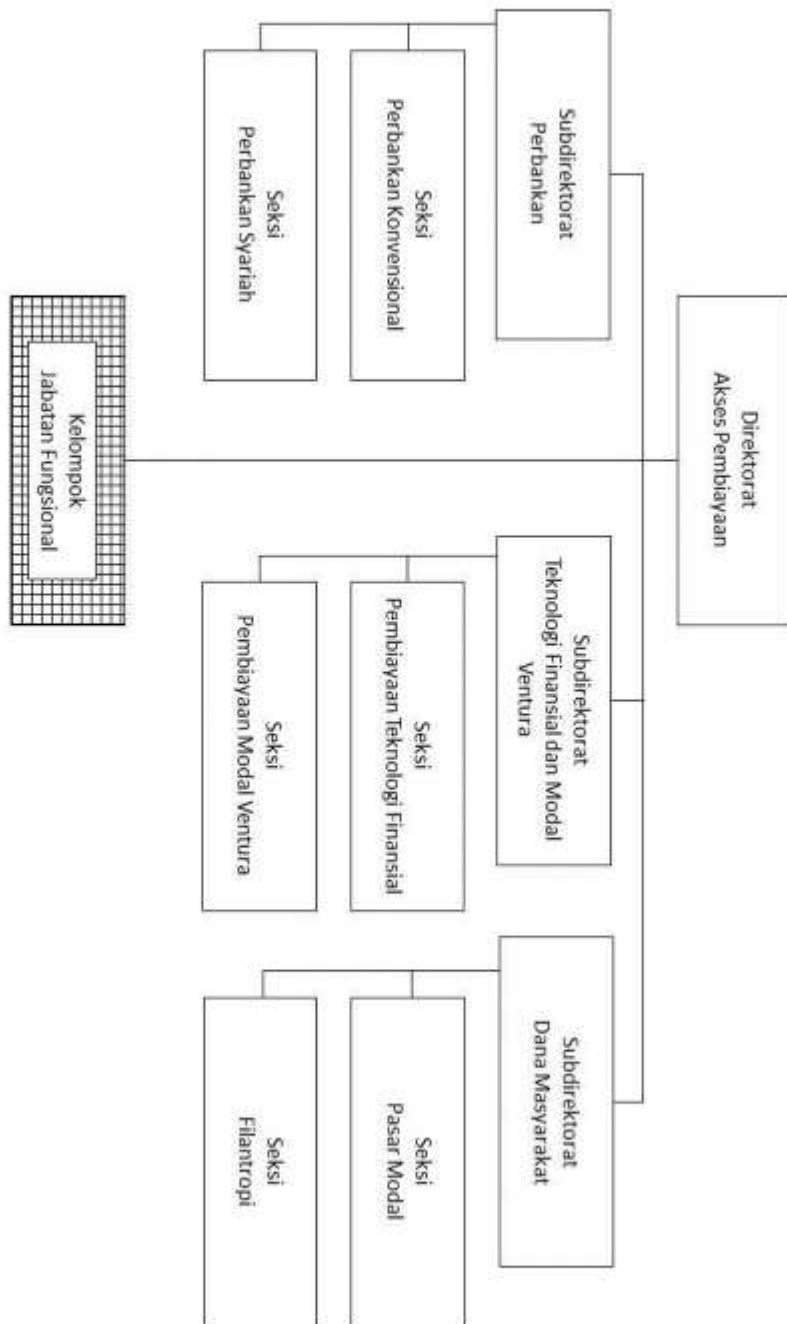 Direktorat
Akses Pembiayaan
Subdirektorat
Perbankan
Seksi
Perbankan Konvensional
Seksi
Perbankan Syariah
Subdirektorat
Teknologi Finansial dan Modal
Ventura
Seksi
Pembiayaan Teknologi Finansial
Seksi
Pembiayaan Modal Ventura
Subdirektorat
Dana Masyarakat
Seksi
Pasar Modal
Seksi
Filantropi
Kelompok
Jabatan Fungsional